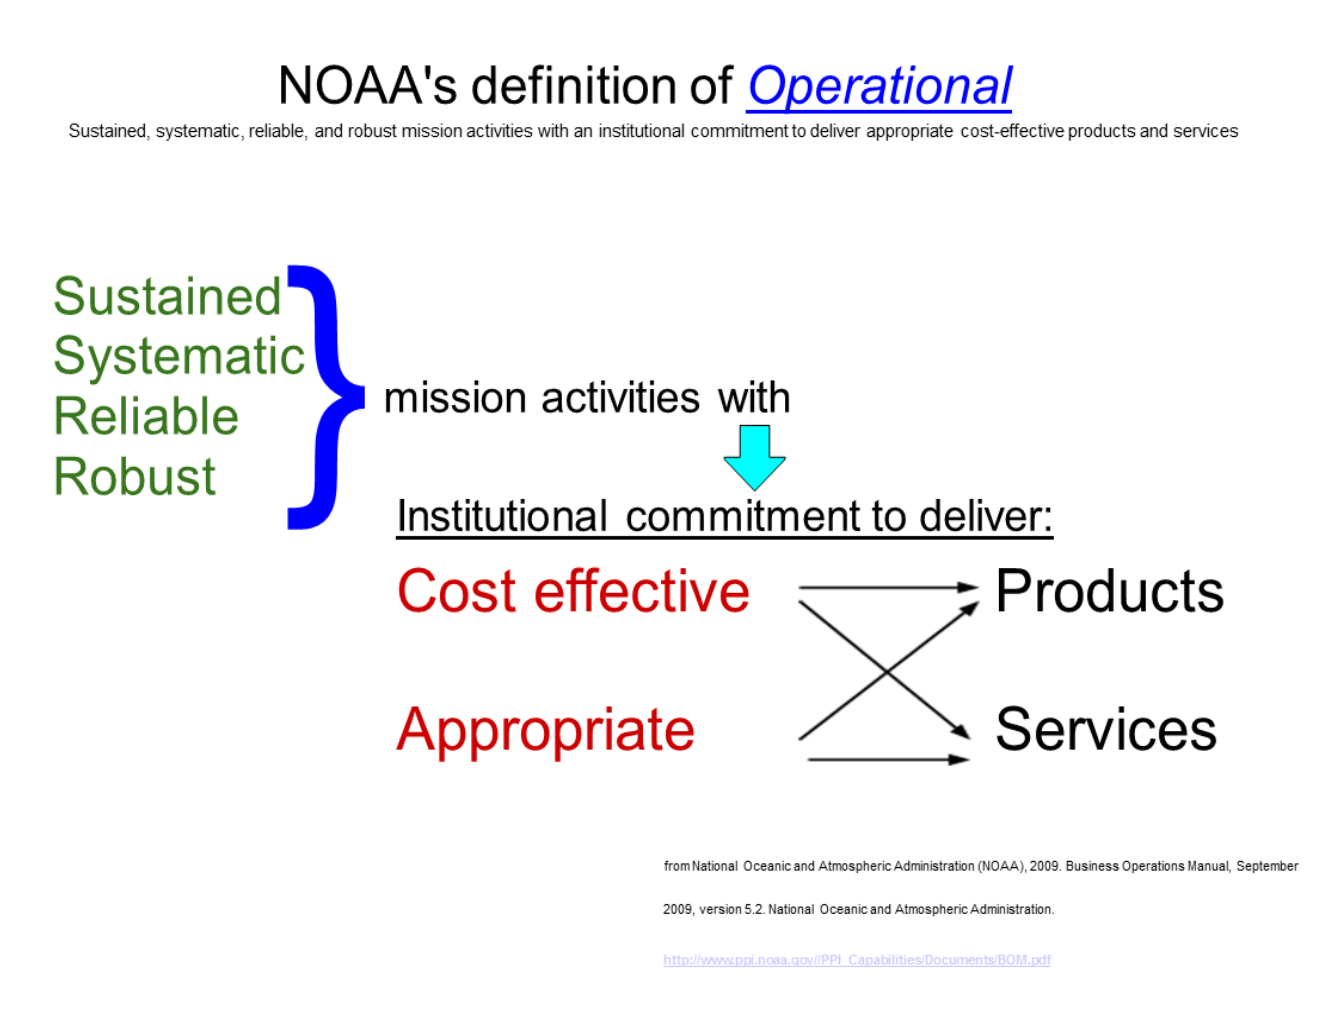 NOAA's definition of Operational
Sustained, systematic, reliable, and robust mission activities with an institutional commitment to deliver appropriate cost-effective products and services
Sustained
Systematic
Reliable
Robust
}
mission activities with
Institutional commitment to deliver:
Cost effective
Products
Appropriate
Services
from National Oceanic and Atmospheric Administration (NOAA), 2009. Business Operations Manual, September
2009, version 5.2. National Oceanic and Atmospheric Administration.
http://www.ppi.noaa.gov//PPI_Capabilities/Documents/BOM.pdf